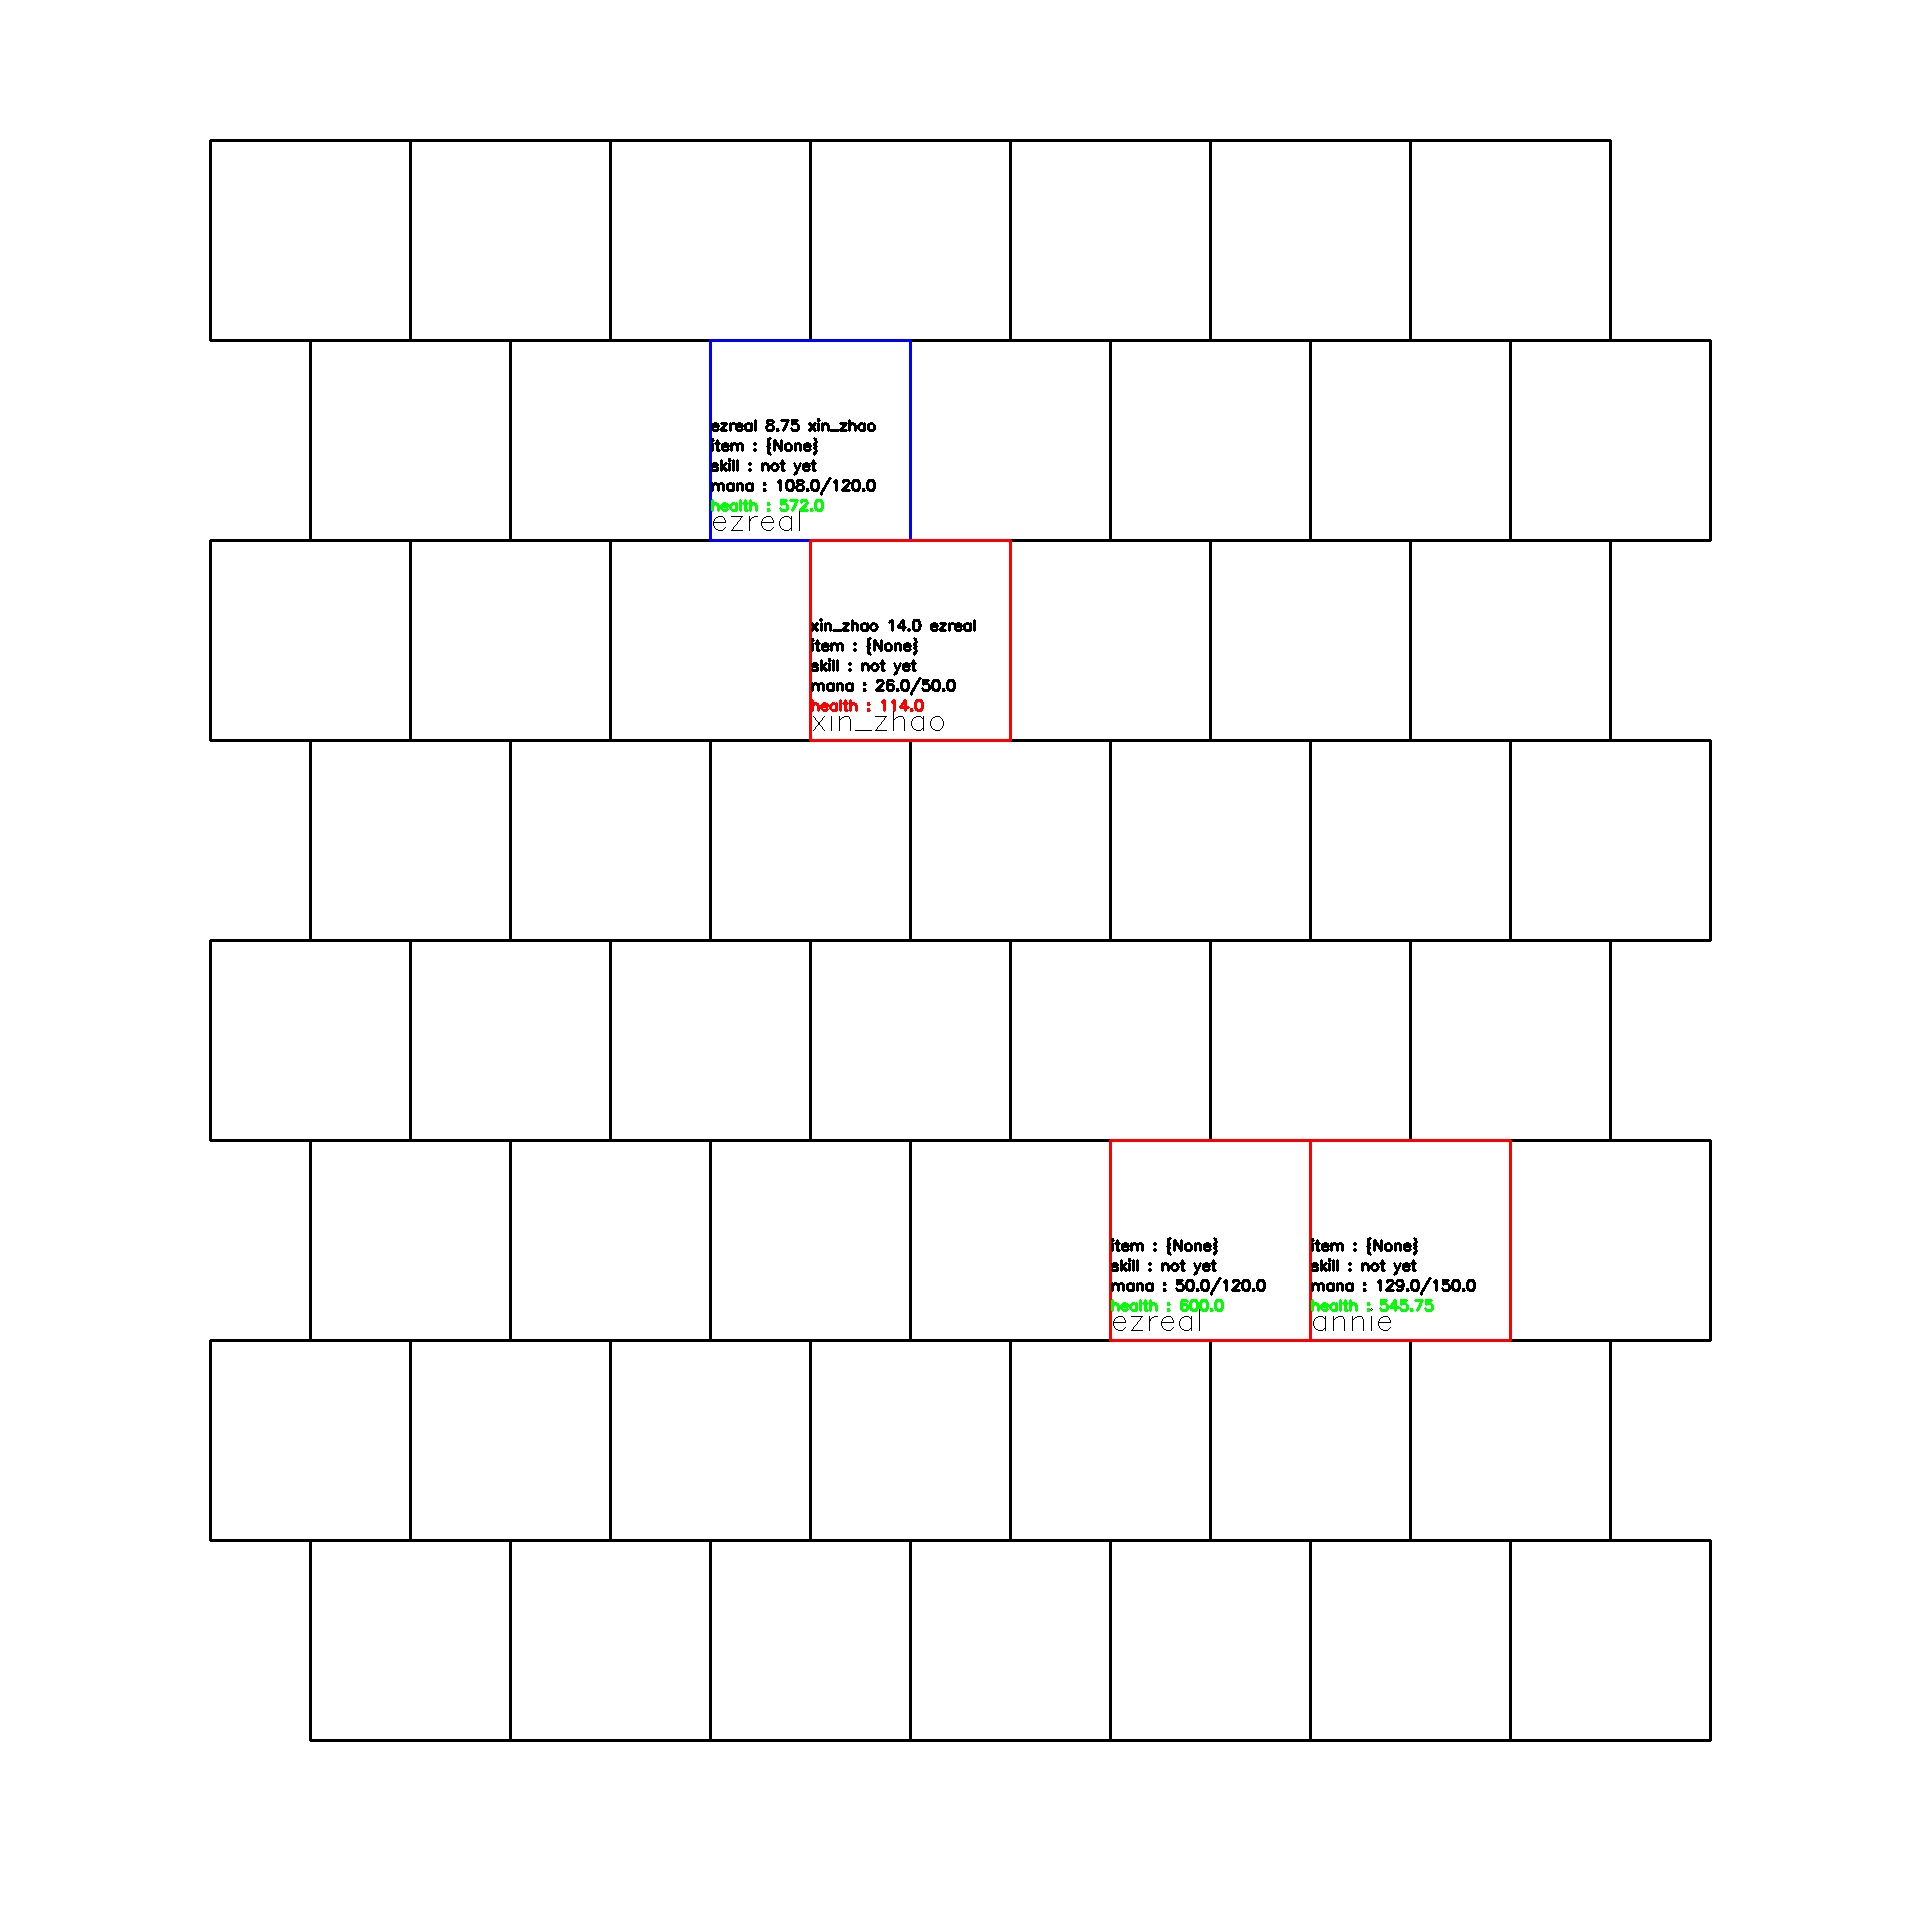 ezreal 8.75 xin_zhao
item : {None}
skill : not yet
mana : 108.0/120.0
health : 572.0
ezreal
xin_zhao 14.0 ezreal
item : {None}
skill : not yet
mana : 26.0/50.0
health : 114.0
xin_zhao
item : {None}
skill : not yet
mana : 50.0/120.0
health : 600.0
ezreal
item : {None}
skill : not yet
mana : 129.0/150.0
health : 545.75
annie